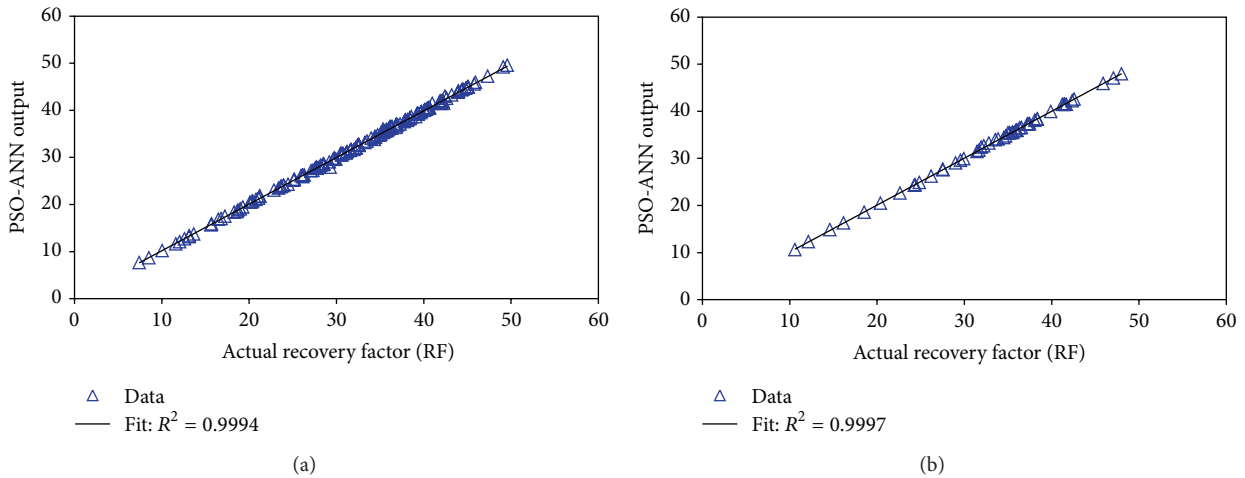 60
50
40
30
20
10
0
PSO-ANN output
0 10 20 30 40 50 60
Actual recovery factor (RF)
Data
Fit: R² = 0.9994
(a)
60
50
40
30
20
10
0
PSO-ANN output
0 10 20 30 40 50 60
Actual recovery factor (RF)
Data
Fit: R² = 0.9997
(b)